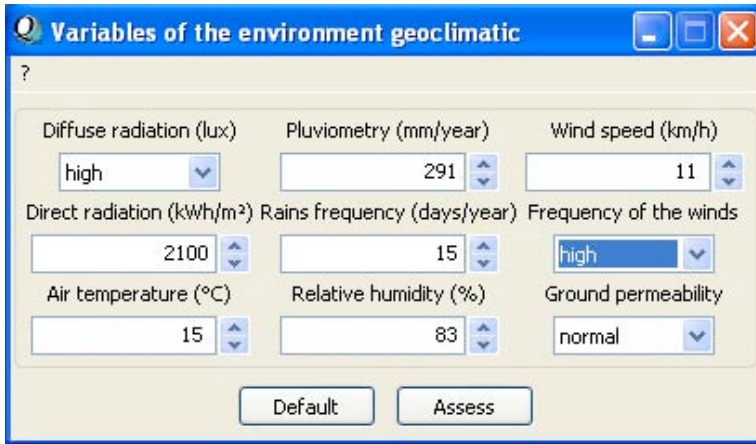 Variables of the environment geoclimatic
?
Diffuse radiation (lux) Pluviometry (mm/year) Wind speed (km/h)
high 291 11
Direct radiation (kWh/m²) Rains frequency (days/year) Frequency of the winds
2100 15 high
Air temperature (°C) Relative humidity (%) Ground permeability
15 83 normal
Default Assess